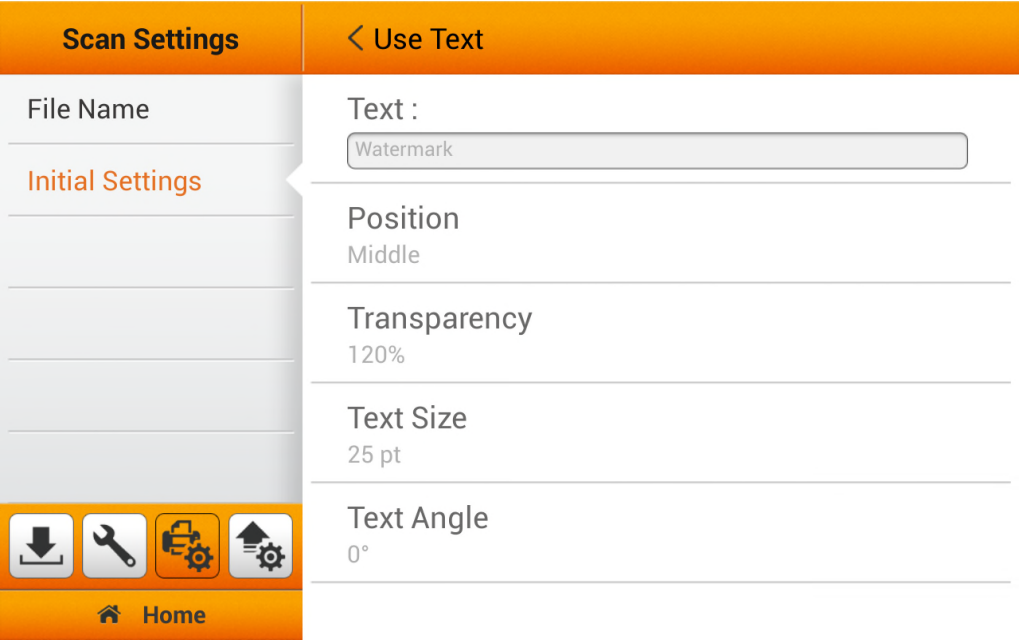 Scan Settings
Use Text
File Name
Initial Settings
Text :
Watermark
Position
Middle
Transparency
120%
Text Size
25 pt
Text Angle
0°
Home